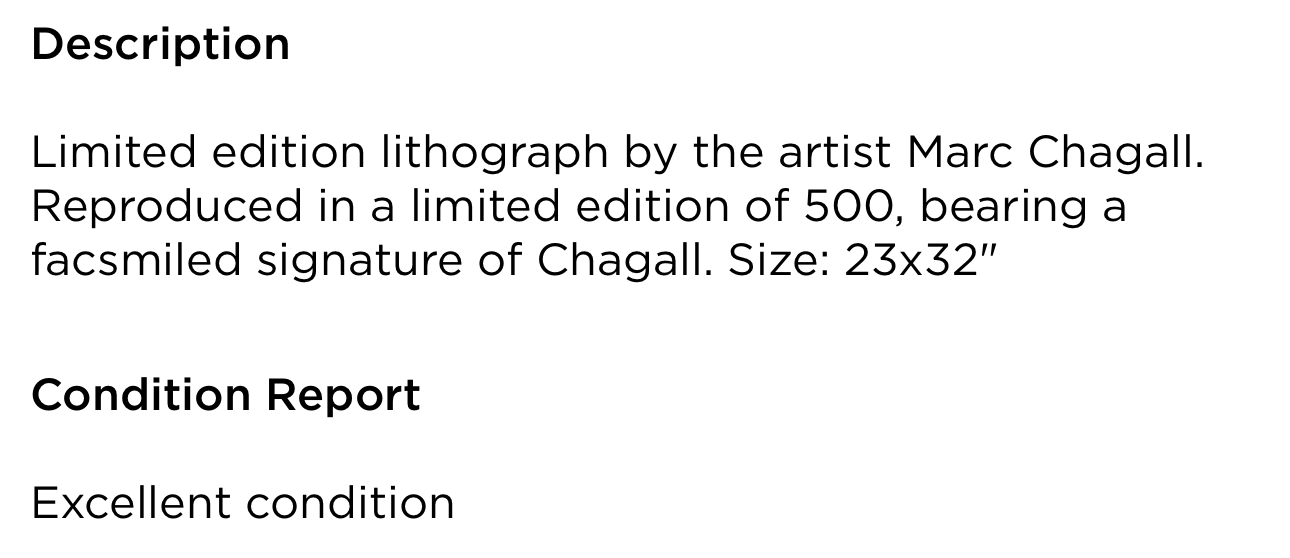 Description
Limited edition lithograph by the artist Marc Chagall.
Reproduced in a limited edition of 500, bearing a
facsmiled signature of Chagall. Size: 23x32"
Condition Report
Excellent condition